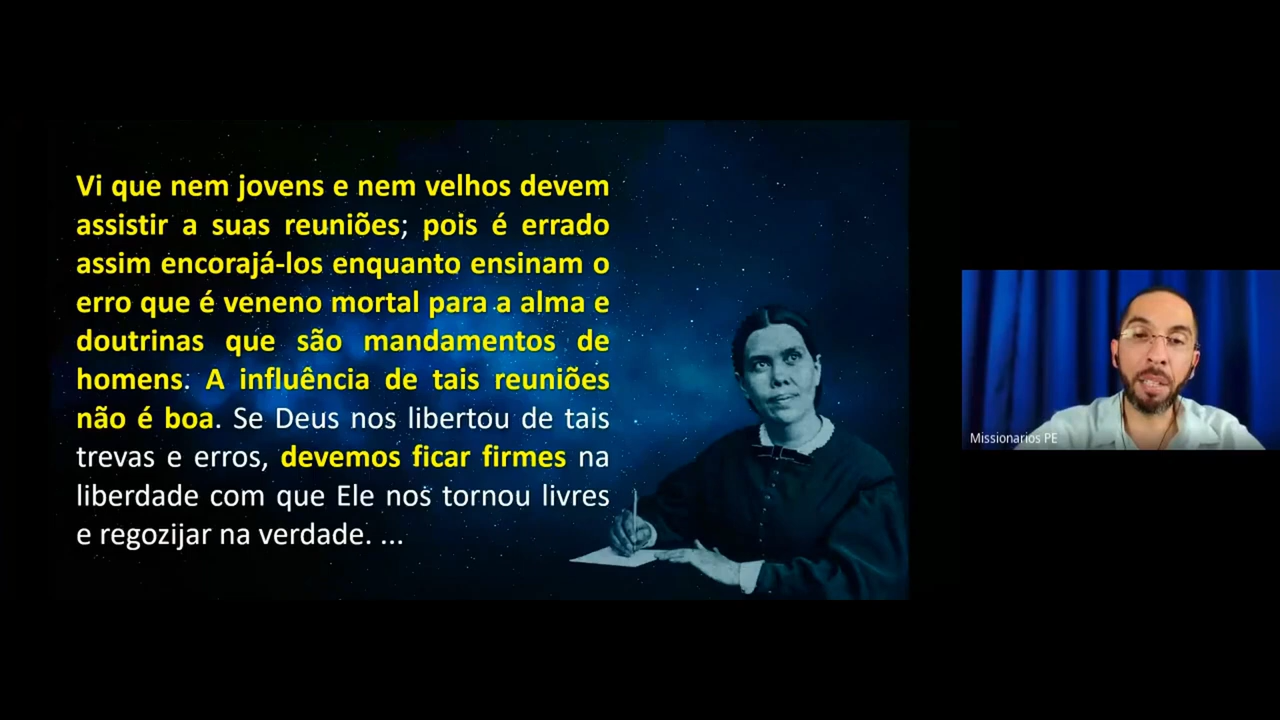 Vi que nem jovens e nem velhos devem
assistir a suas reuniões; pois é errado
assim encorajá-los enquanto ensinam o
erro que é veneno mortal para a alma e
doutrinas que são mandamentos de
homens. A influência de tais reuniões
não é boa. Se Deus nos libertou de tais
trevas e erros, devemos ficar firmes na
liberdade com que Ele nos tornou livres
e regozijar na verdade. ...
Missionarios PE